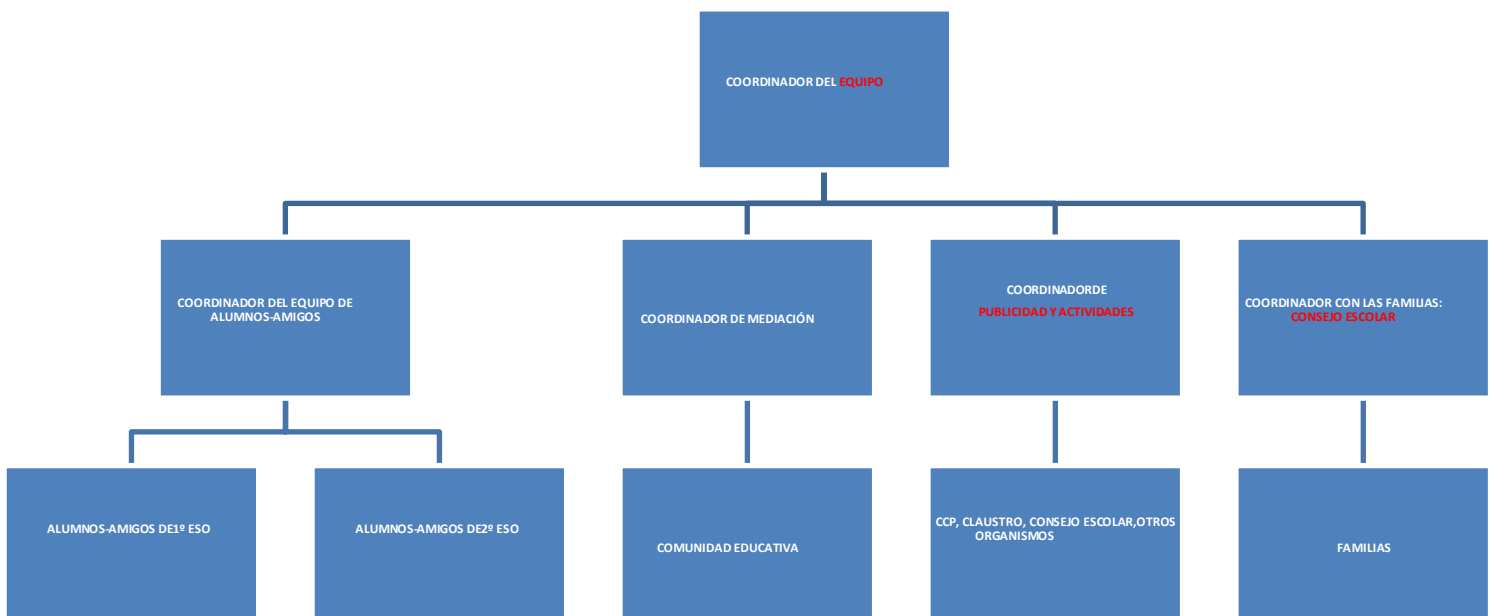 COORDINADOR DEL EQUIPO
COORDINADOR DEL EQUIPO DE
ALUMNOS-AMIGOS
COORDINADOR DE MEDIACIÓN
COORDINADORDE
PUBLICIDAD Y ACTIVIDADES
COORDINADOR CON LAS FAMILIAS:
CONSEJO ESCOLAR
ALUMNOS-AMIGOS DE1º ESO
ALUMNOS-AMIGOS DE2º ESO
COMUNIDAD EDUCATIVA
CCP, CLAUSTRO, CONSEJO ESCOLAR,OTROS
ORGANISMOS
FAMILIAS